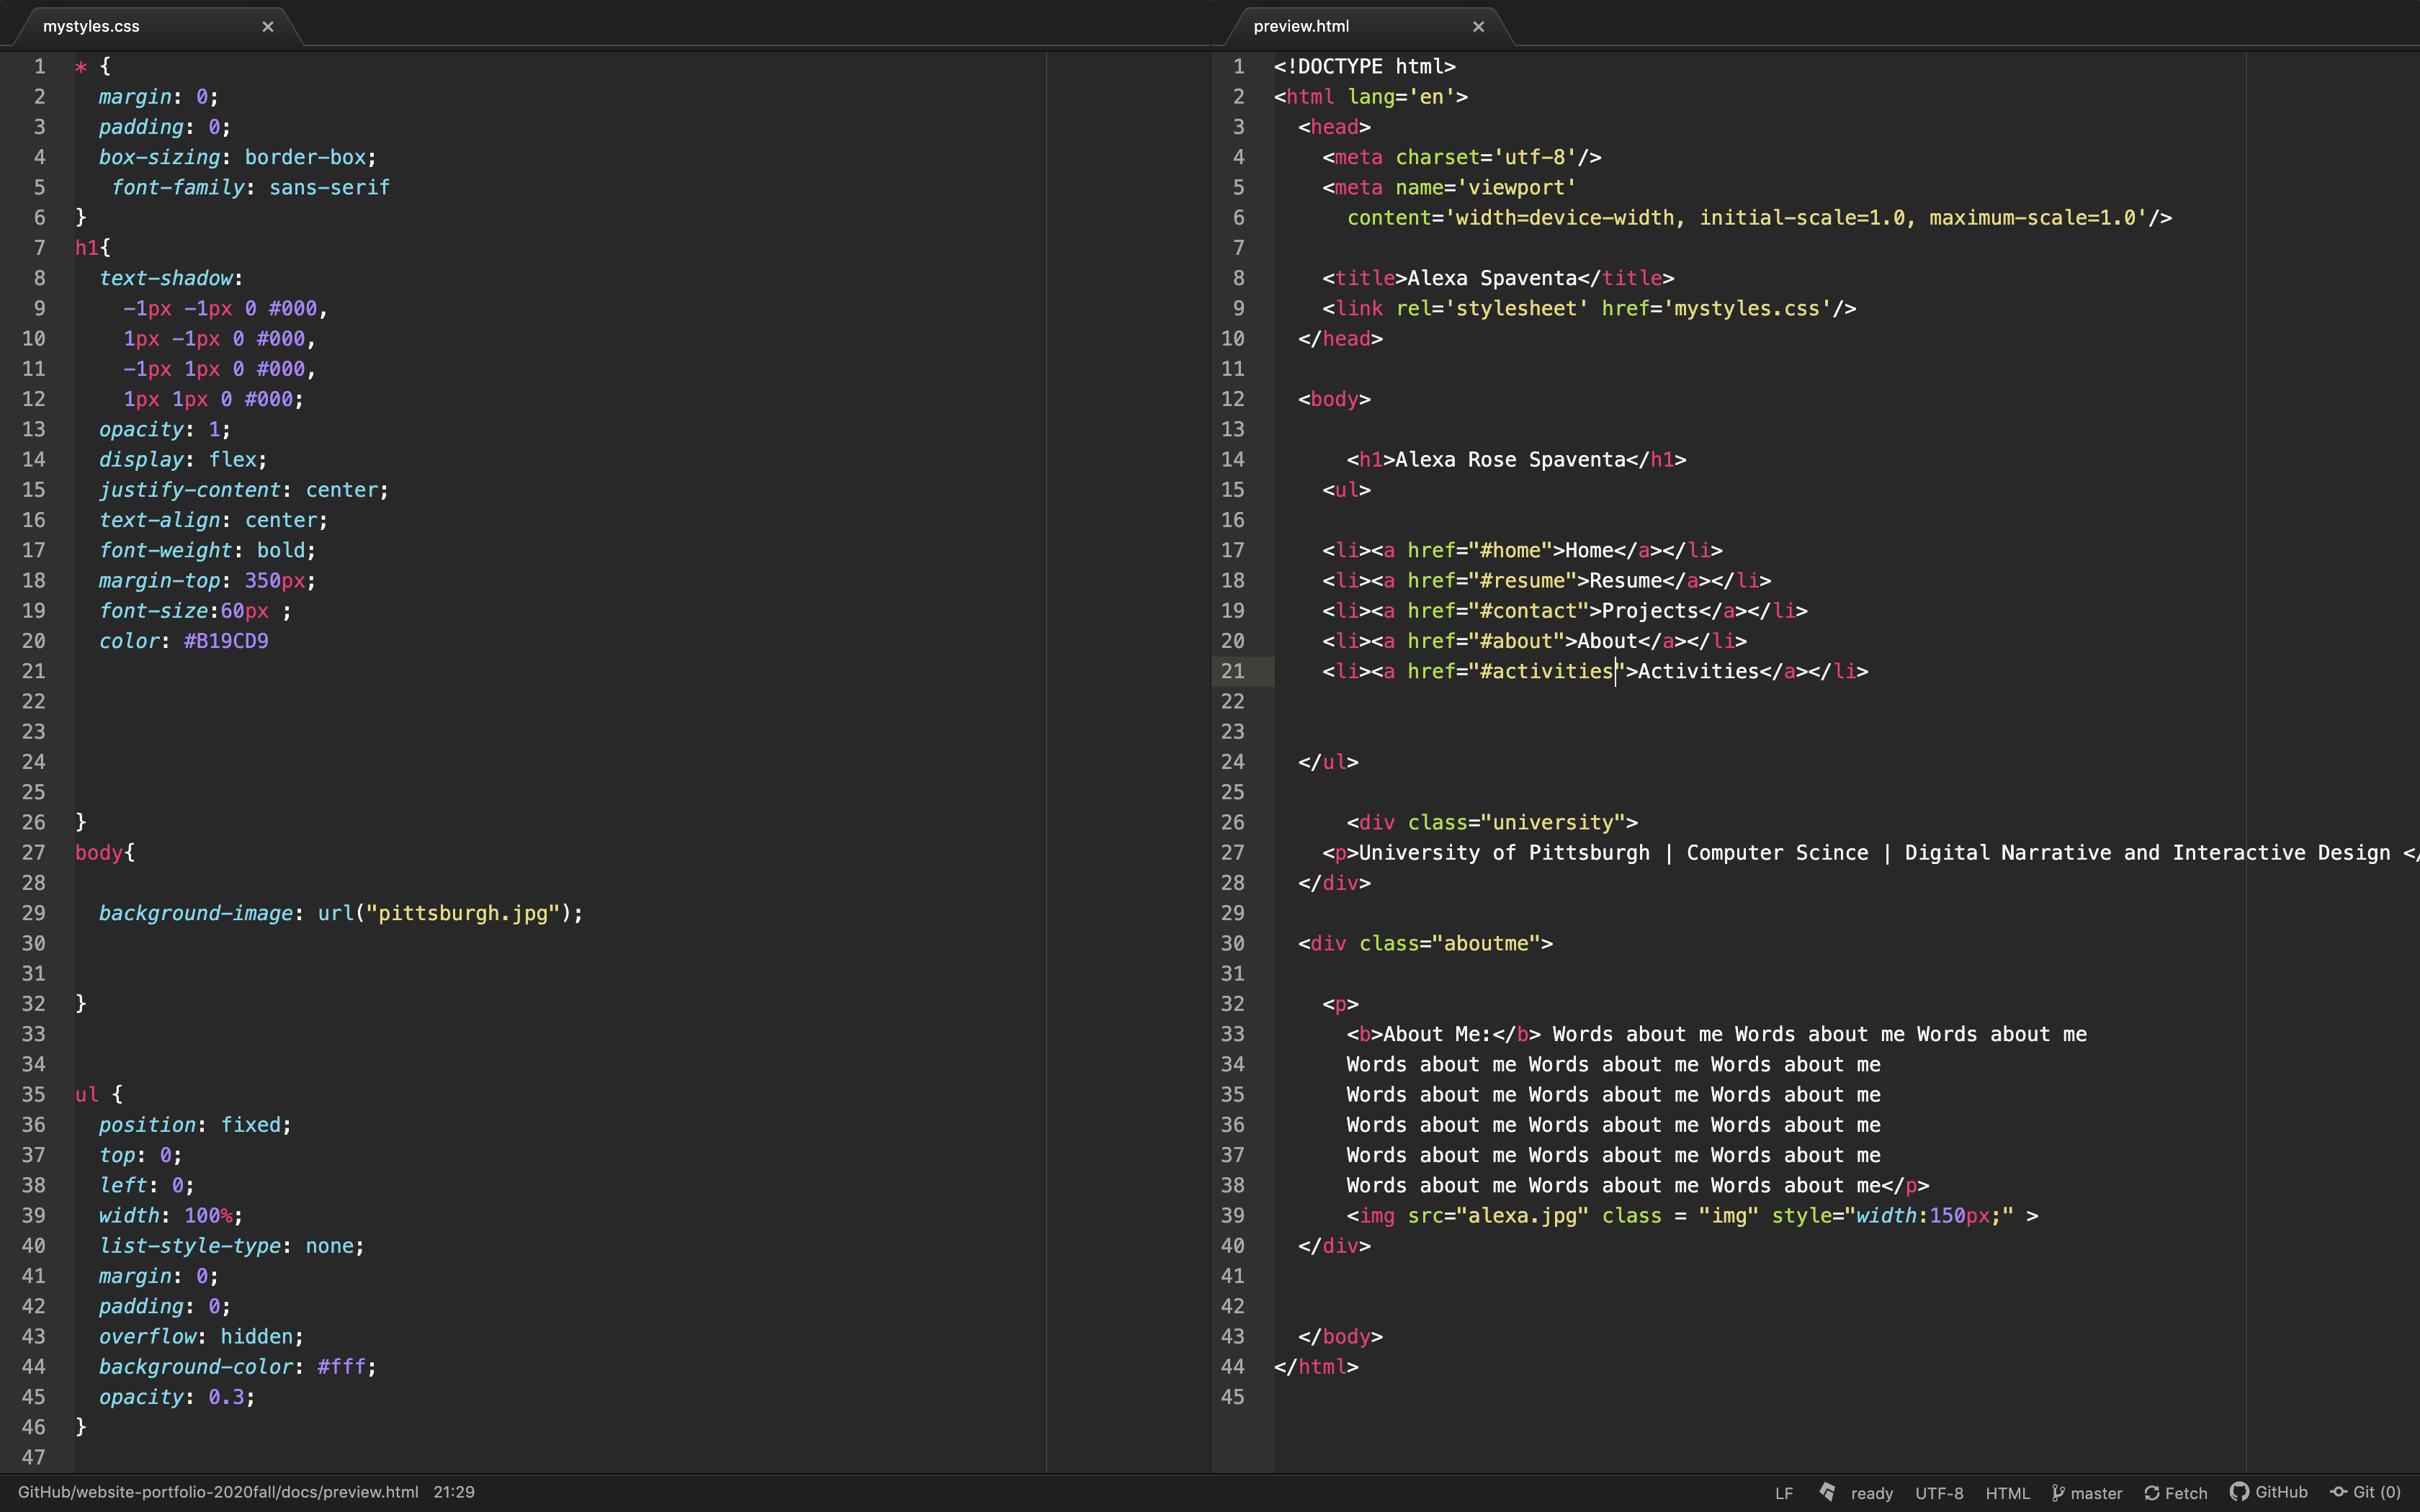 mystyles.css
1 * {
2 margin: 0;
3 padding: 0;
4 box-sizing: border-box;
5 font-family: sans-serif
6 }
7 h1{
8 text-shadow:
9 -1px -1px 0 #000,
10 1px -1px 0 #000,
11 -1px 1px 0 #000,
12 1px 1px 0 #000;
13 opacity: 1;
14 display: flex;
15 justify-content: center;
16 text-align: center;
17 font-weight: bold;
18 margin-top: 350px;
19 font-size:60px ;
20 color: #B19CD9
21
22
23
24
25
26 }
27 body{
28
29 background-image: url("pittsburgh.jpg");
30
31
32 }
33
34
35 ul {
36 position: fixed;
37 top: 0;
38 left: 0;
39 width: 100%;
40 list-style-type: none;
41 margin: 0;
42 padding: 0;
43 overflow: hidden;
44 background-color: #fff;
45 opacity: 0.3;
46 }
47
preview.html
1 <!DOCTYPE html>
2 <html lang='en'>
3 <head>
4 <meta charset='utf-8'/>
5 <meta name='viewport'
6 content='width=device-width, initial-scale=1.0, maximum-scale=1.0'/>
7
8 <title>Alexa Spaventa</title>
9 <link rel='stylesheet' href='mystyles.css'/>
10 </head>
11
12 <body>
13
14 <h1>Alexa Rose Spaventa</h1>
15 <ul>
16
17 <li><a href="#home">Home</a></li>
18 <li><a href="#resume">Resume</a></li>
19 <li><a href="#contact">Projects</a></li>
20 <li><a href="#about">About</a></li>
21 <li><a href="#activities">Activities</a></li>
22
23
24 </ul>
25
26 <div class="university">
27 <p>University of Pittsburgh | Computer Scince | Digital Narrative and Interactive Design </
28 </div>
29
30 <div class="aboutme">
31
32 <p>
33 <b>About Me:</b> Words about me Words about me Words about me
34 Words about me Words about me Words about me
35 Words about me Words about me Words about me
36 Words about me Words about me Words about me
37 Words about me Words about me Words about me
38 Words about me Words about me Words about me</p>
39 <img src="alexa.jpg" class = "img" style="width:150px;" >
40 </div>
41
42
43 </body>
44 </html>
45
GitHub/website-portfolio-2020fall/docs/preview.html 21:29
LF ready UTF-8 HTML master Fetch GitHub Git (0)